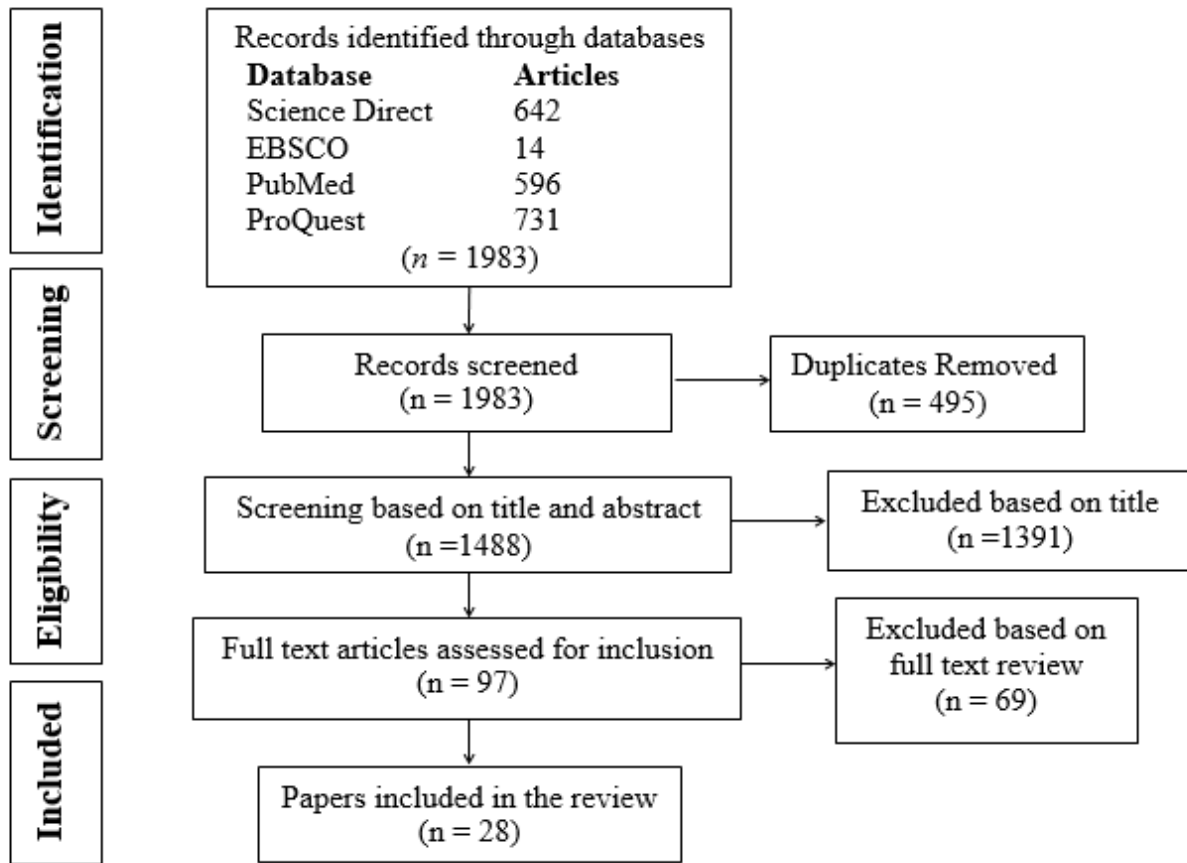 Identification
Records identified through databases
Database Articles
Science Direct 642
EBSCO 14
PubMed 596
ProQuest 731
(n = 1983)
Screening
Records screened
(n = 1983)
Duplicates Removed
(n = 495)
Eligibility
Screening based on title and abstract
(n =1488)
Excluded based on title
(n =1391)
Full text articles assessed for inclusion
(n = 97)
Excluded based on
full text review
(n = 69)
Included
Papers included in the review
(n = 28)